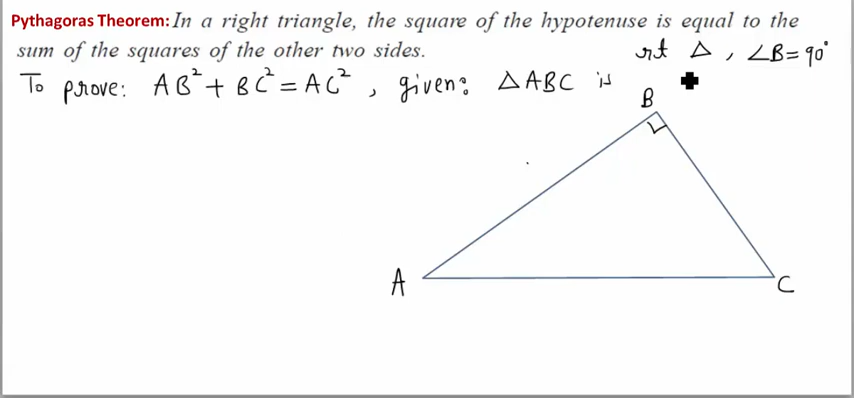 Pythagoras Theorem: In a right triangle, the square of the hypotenuse is equal to the
sum of the squares of the other two sides.
rt Δ, ∠B = 90°
To prove: AB² + BC² = AC², given: ΔABC is
B
A
C